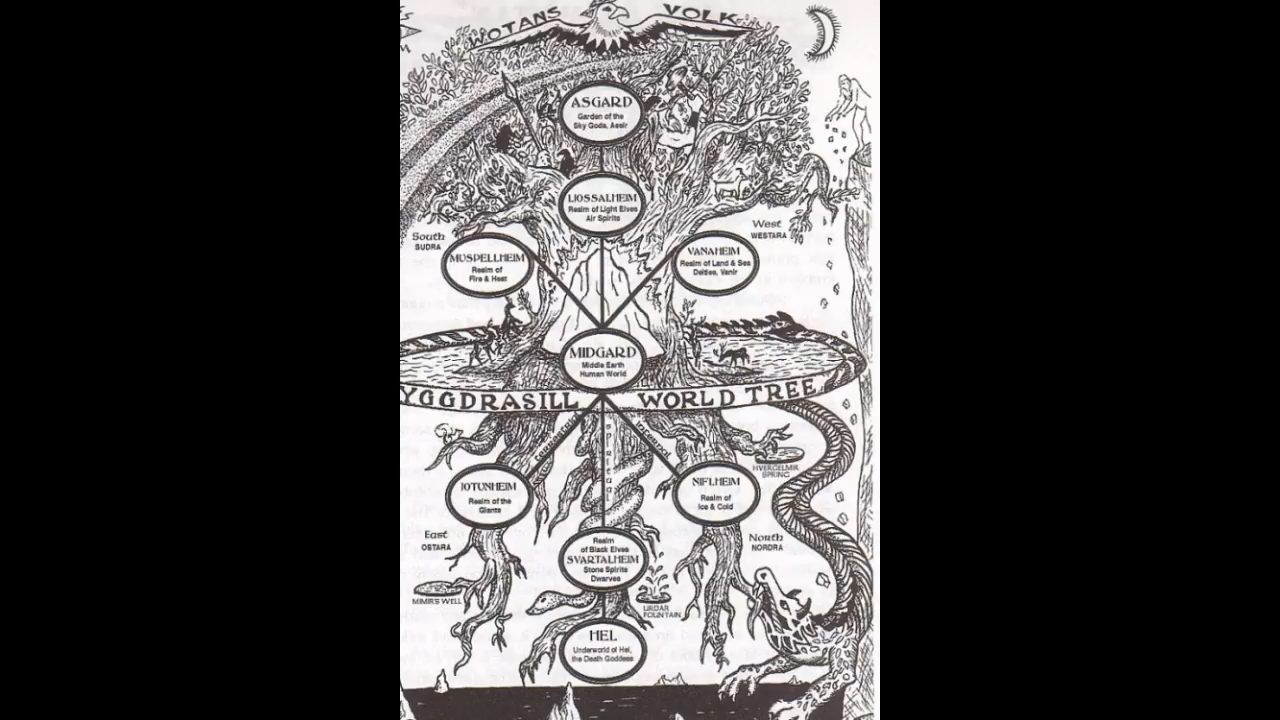 WOTANS VOLK
ASGARD
Garden of the
Sky Gods, Aesir
LIOSSALHEIM
Realm of Light Elves
Air Spirits
South
SUDRA
West
WESTARA
MUSPELLHEIM
Realm of
Fire & Heat
VANAHEIM
Realm of Land & Sea
Deities, Vanir
MIDGARD
Middle Earth
Human World
YGGDRASILL WORLD TREE
spiritual
HVERGELMIR
SPRING
IOTUNHEIM
Realm of the
Giants
NIFLHEIM
Realm of
Ice & Cold
East
OSTARA
North
NORDRA
Realm
of Black Elves
SVARTALHEIM
Stone Spirits
Dwarves
MIMIR'S WELL
URDAR
FOUNTAIN
HEL
Underworld of Hel,
the Death Goddess